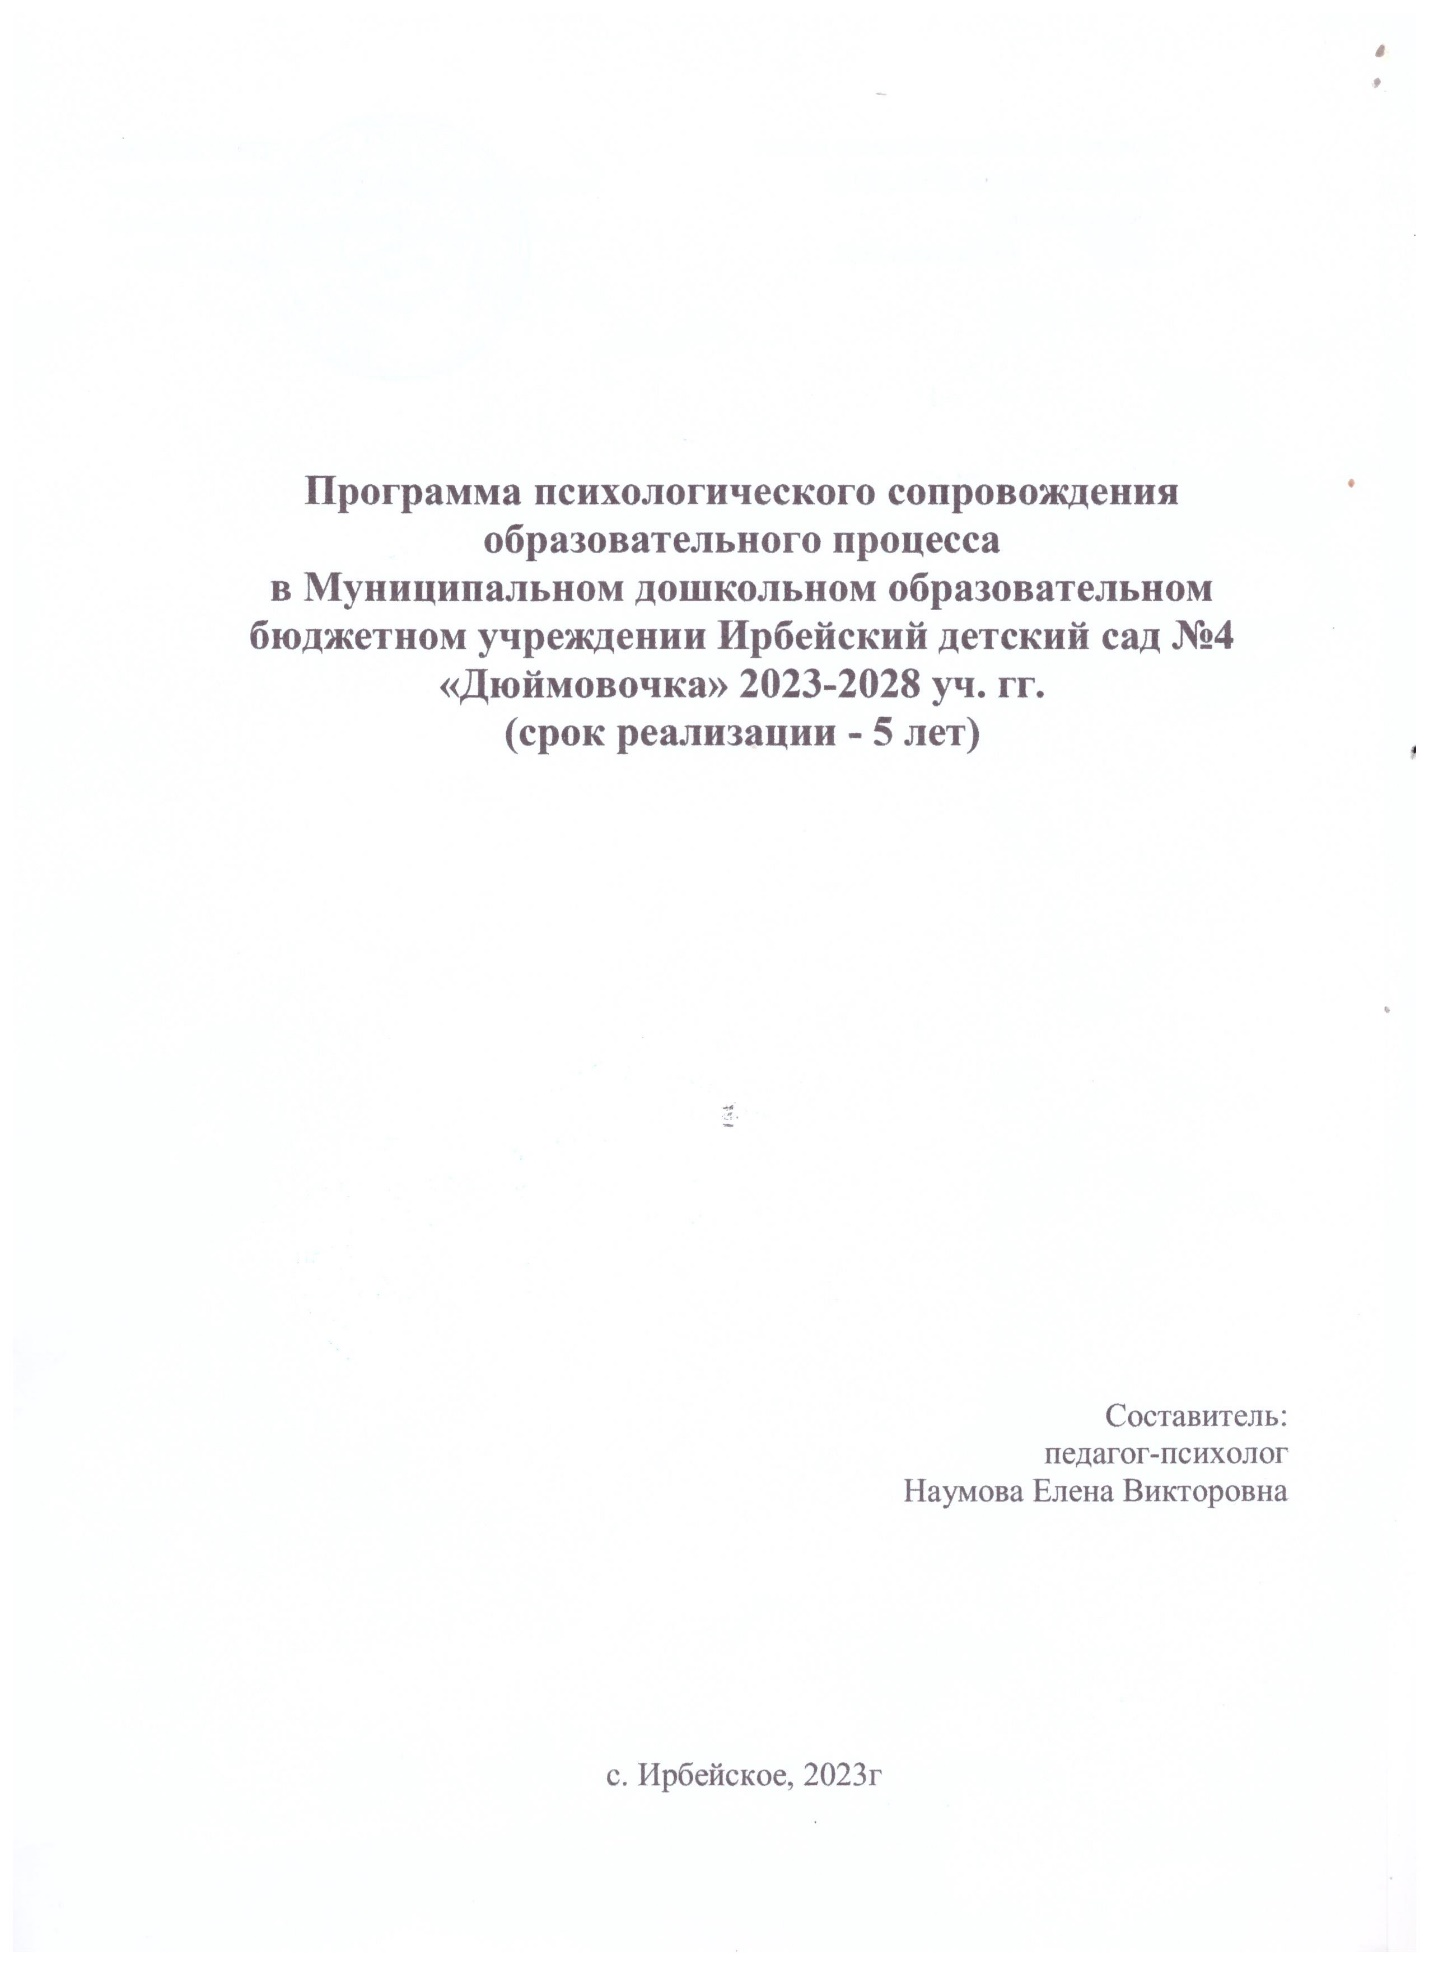 Программа психологического сопровождения
образовательного процесса
в Муниципальном дошкольном образовательном
бюджетном учреждении Ирбейский детский сад №4
«Дюймовочка» 2023-2028 уч. гг.
(срок реализации - 5 лет)
Составитель:
педагог-психолог
Наумова Елена Викторовна
с. Ирбейское, 2023г